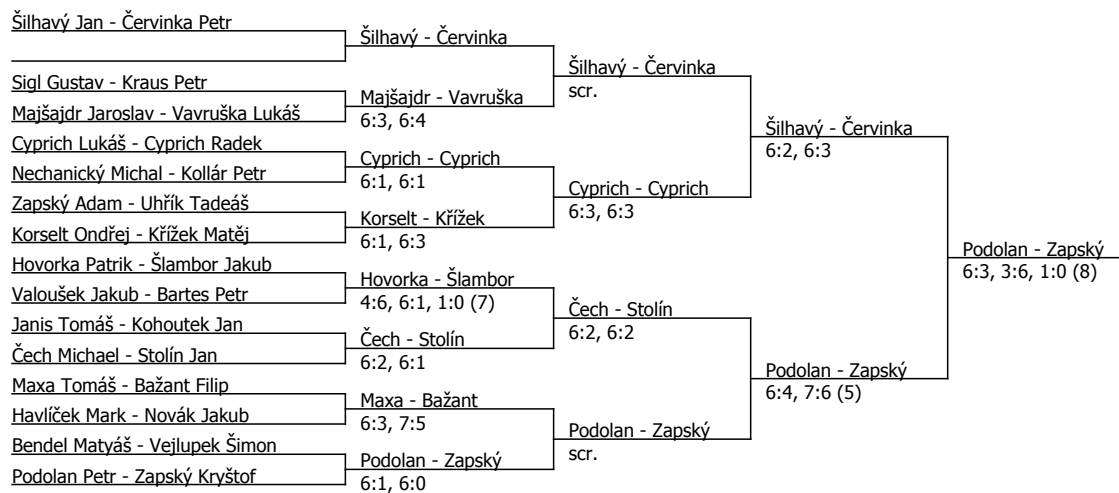 Šilhavý Jan - Červinka Petr
Sigl Gustav - Kraus Petr
Majšajdr Jaroslav - Vavruška Lukáš
Cyprich Lukáš - Cyprich Radek
Nechanický Michal - Kollár Petr
Zapský Adam - Uhřík Tadeáš
Korselt Ondřej - Křížek Matěj
Hovorka Patrik - Šlambor Jakub
Valoušek Jakub - Bartes Petr
Janis Tomáš - Kohoutek Jan
Čech Michael - Stolín Jan
Maxa Tomáš - Bažant Filip
Havlíček Mark - Novák Jakub
Bendel Matyáš - Vejlupek Šimon
Podolan Petr - Zapský Kryštof
Šilhavý - Červinka
Majšajdr - Vavruška
6:3, 6:4
Cyprich - Cyprich
6:1, 6:1
Korselt - Křížek
6:1, 6:3
Hovorka - Šlambor
4:6, 6:1, 1:0 (7)
Čech - Stolín
6:2, 6:1
Maxa - Bažant
6:3, 7:5
Podolan - Zapský
6:1, 6:0
Šilhavý - Červinka
scr.
Cyprich - Cyprich
6:3, 6:3
Čech - Stolín
6:2, 6:2
Podolan - Zapský
scr.
Šilhavý - Červinka
6:2, 6:3
Podolan - Zapský
6:4, 7:6 (5)
Podolan - Zapský
6:3, 3:6, 1:0 (8)